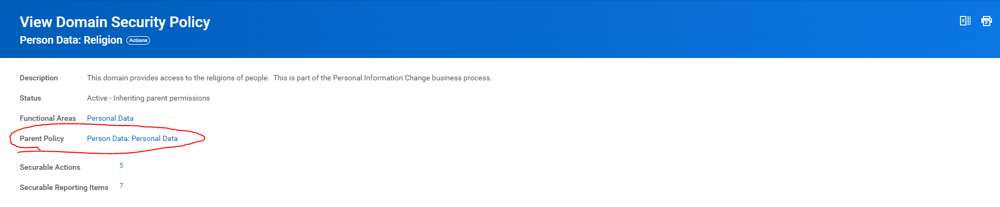 View Domain Security Policy
Person Data: Religion Actions
Description This domain provides access to the religions of people.  This is part of the Personal Information Change business process.
Status Active - Inheriting parent permissions
Functional Areas Personal Data
Parent Policy Person Data: Personal Data
Securable Actions 5
Securable Reporting Items 7